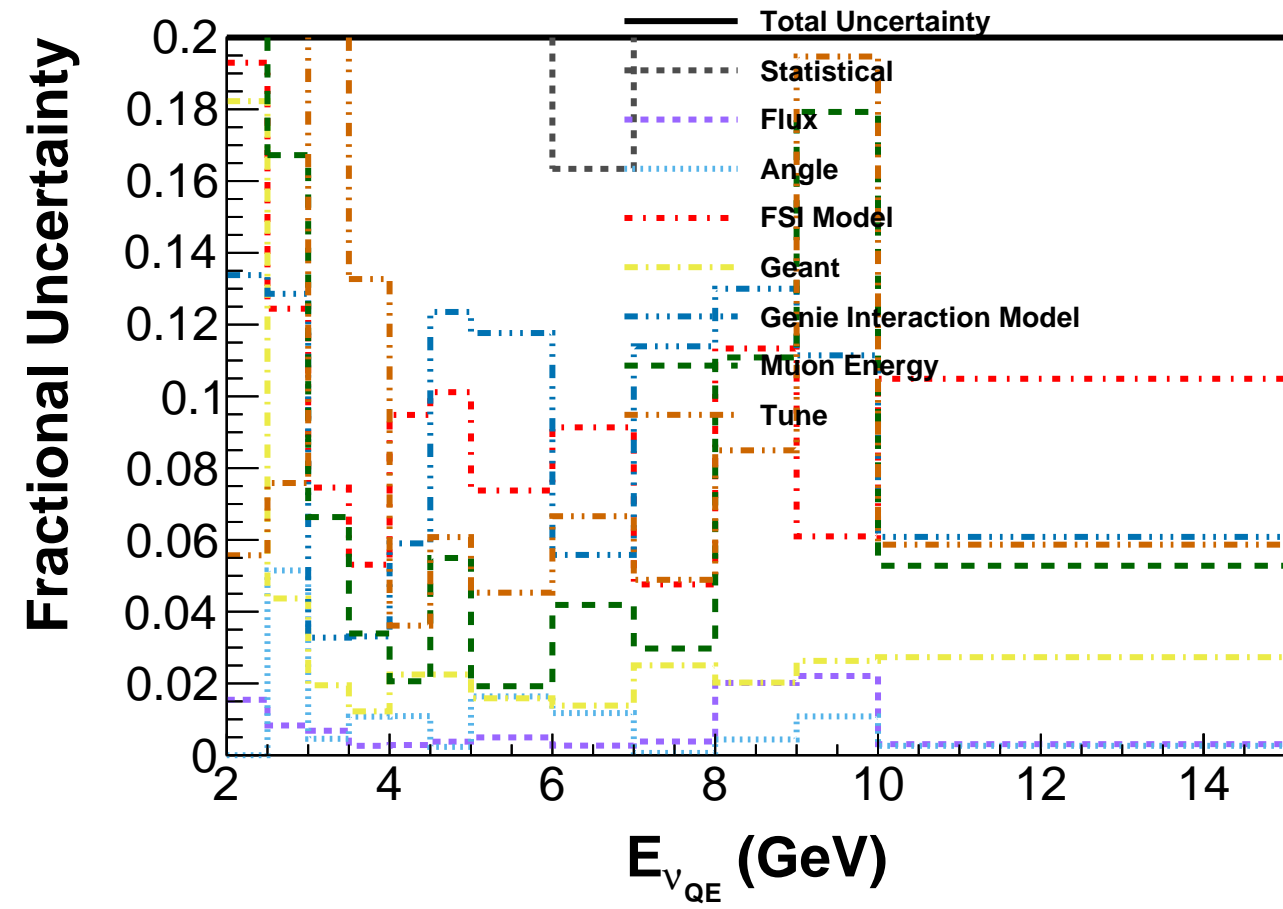 Total Uncertainty
Statistical
Flux
Angle
FSI Model
Geant
Genie Interaction Model
Muon Energy
Tune
Fractional Uncertainty
0.2
0.18
0.16
0.14
0.12
0.1
0.08
0.06
0.04
0.02
0
2 4 6 8 10 12 14
E_ν_QE (GeV)